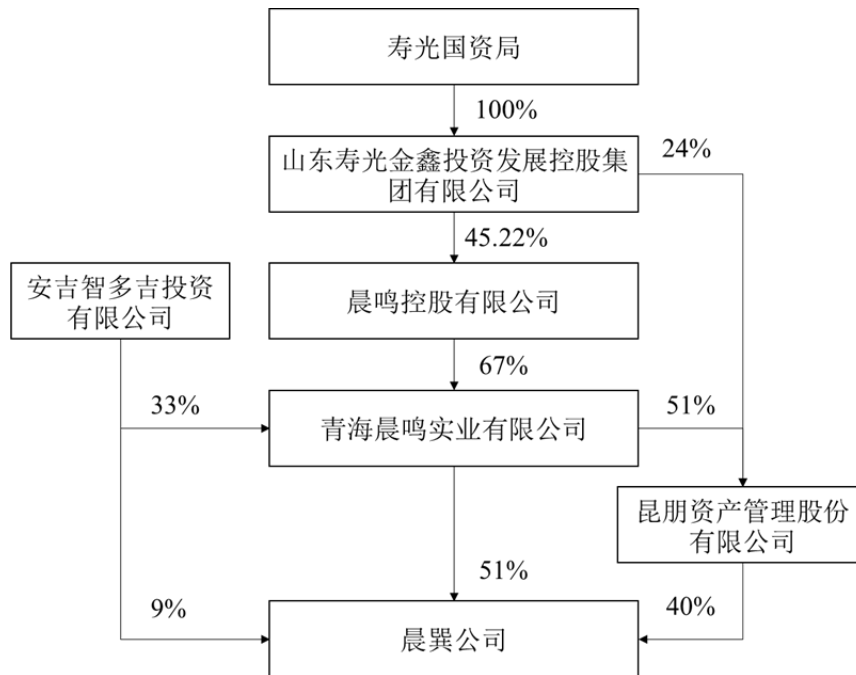 寿光国资局
100%
山东寿光金鑫投资发展控股集
团有限公司
24%
45.22%
安吉智多吉投资
有限公司
晨鸣控股有限公司
67%
33%
青海晨鸣实业有限公司
51%
昆朋资产管理股份
有限公司
51%
9%
晨巽公司
40%